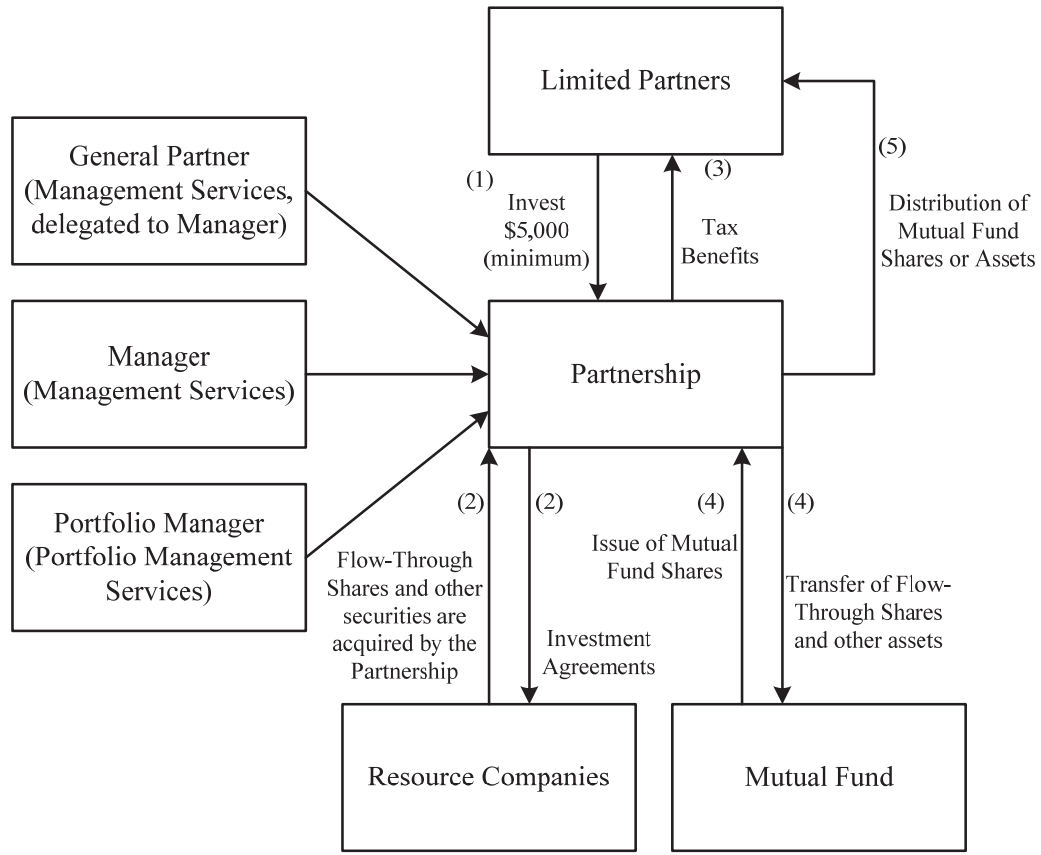 Limited Partners
General Partner
(Management Services,
delegated to Manager)
(1)
Invest
$5,000
(minimum)
(3)
Tax
Benefits
(5)
Distribution of
Mutual Fund
Shares or Assets
Manager
(Management Services)
Partnership
Portfolio Manager
(Portfolio Management
Services)
(2)
Flow-Through
Shares and other
securities are
acquired by the
Partnership
(2)
Investment
Agreements
(4)
Issue of Mutual
Fund Shares
(4)
Transfer of Flow-
Through Shares
and other assets
Resource Companies
Mutual Fund